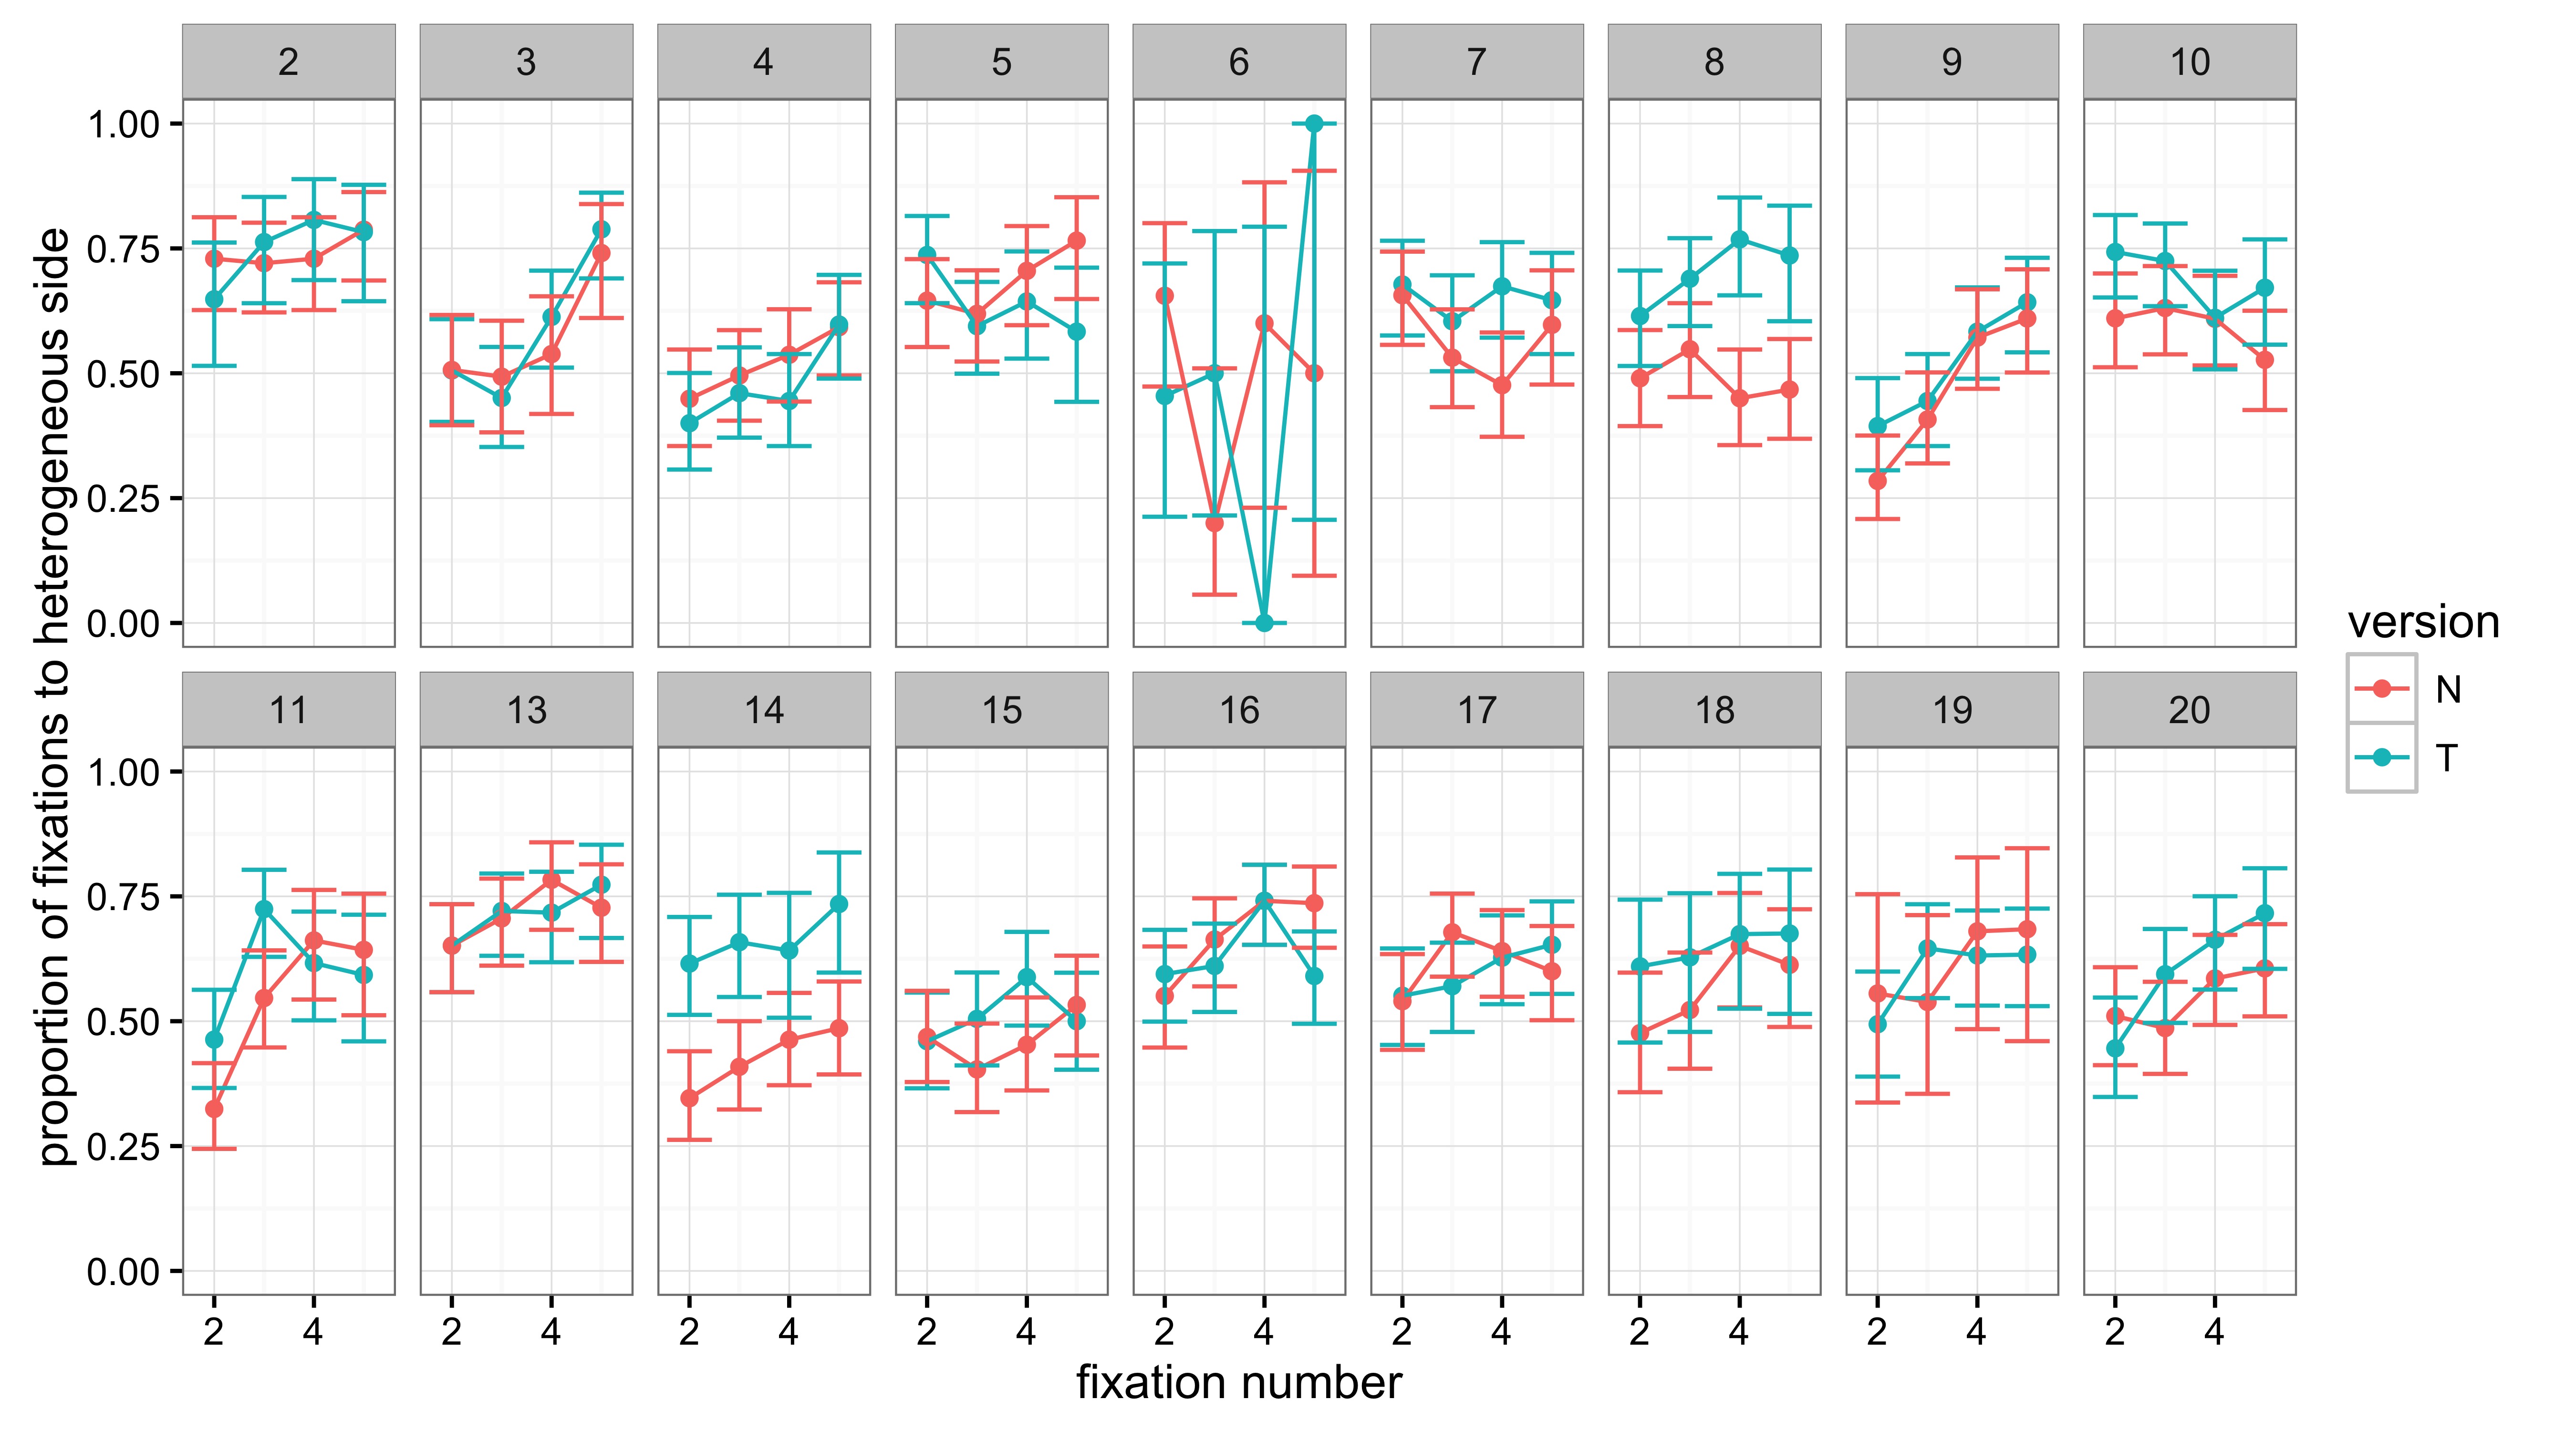 2 3 4 5 6 7 8 9 10
1.00
0.75
0.50
0.25
0.00
11 13 14 15 16 17 18 19 20
1.00
0.75
0.50
0.25
0.00
2 4 2 4 2 4 2 4 2 4 2 4 2 4 2 4 2 4
fixation number
proportion of fixations to heterogeneous side
version
N
T